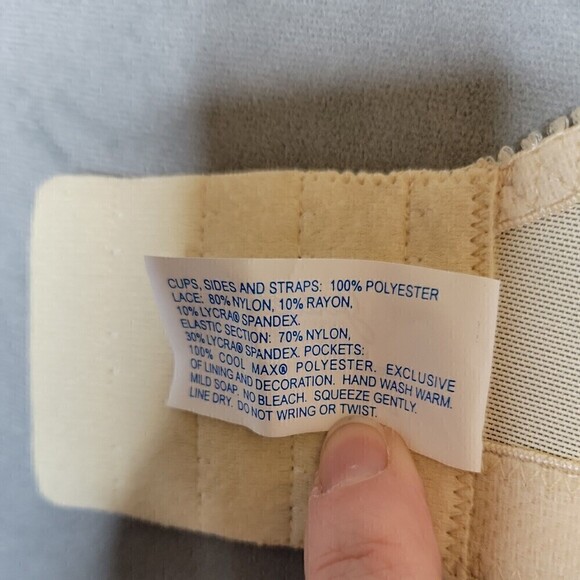 CUPS, SIDES AND STRAPS: 100% POLYESTER
LACE: 80% NYLON, 10% RAYON,
10% LYCRA® SPANDEX.
ELASTIC SECTION: 70% NYLON,
30% LYCRA® SPANDEX. POCKETS:
100% COOL MAX® POLYESTER. EXCLUSIVE
OF LINING AND DECORATION. HAND WASH WARM.
MILD SOAP. NO BLEACH. SQUEEZE GENTLY.
LINE DRY. DO NOT WRING OR TWIST.